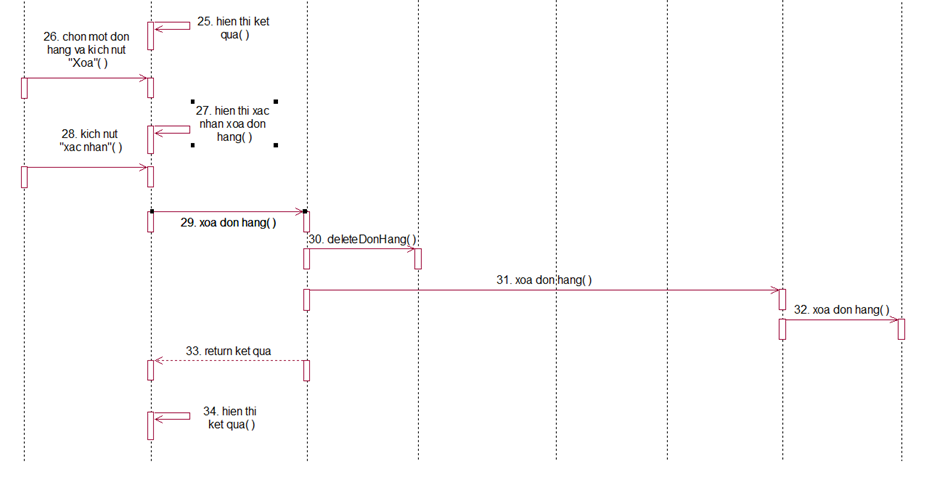 25. hien thi ket
qua( )
26. chon mot don
hang va kich nut
"Xoa"( )
27. hien thi xac
nhan xoa don
hang( )
28. kich nut
"xac nhan"( )
29. xoa don hang( )
30. deleteDonHang( )
31. xoa don hang( )
32. xoa don hang( )
33. return ket qua
34. hien thi
ket qua( )